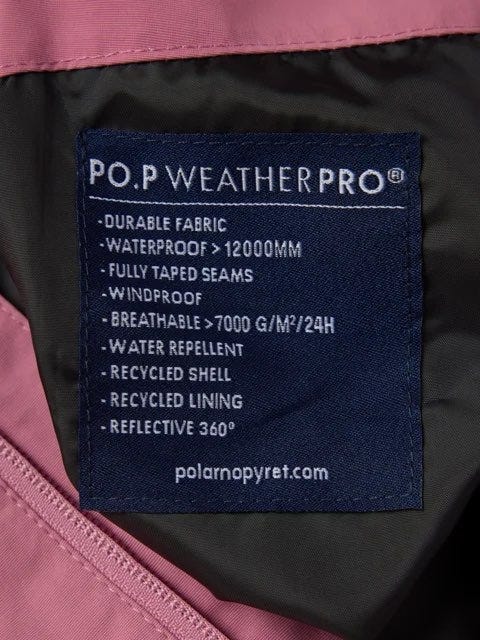 PO.P WEATHERPRO®
-DURABLE FABRIC
-WATERPROOF > 12000MM
-FULLY TAPED SEAMS
-WINDPROOF
-BREATHABLE >7000 G/M²/24H
-WATER REPELLENT
-RECYCLED SHELL
-RECYCLED LINING
-REFLECTIVE 360°
polarnopyret.com